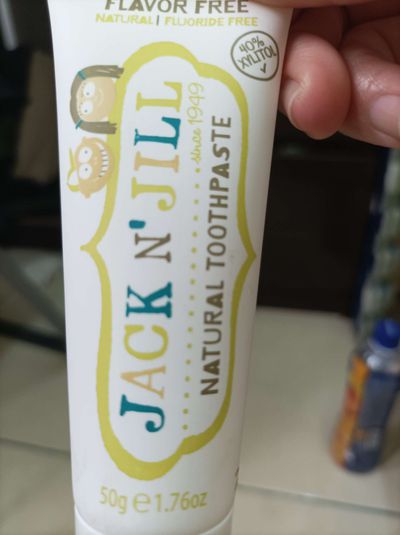 FLAVOR FREE
NATURAL | FLUORIDE FREE
40%
XYLITOL
JACK N' JILL
since 1949
NATURAL TOOTHPASTE
50g e 1.76oz